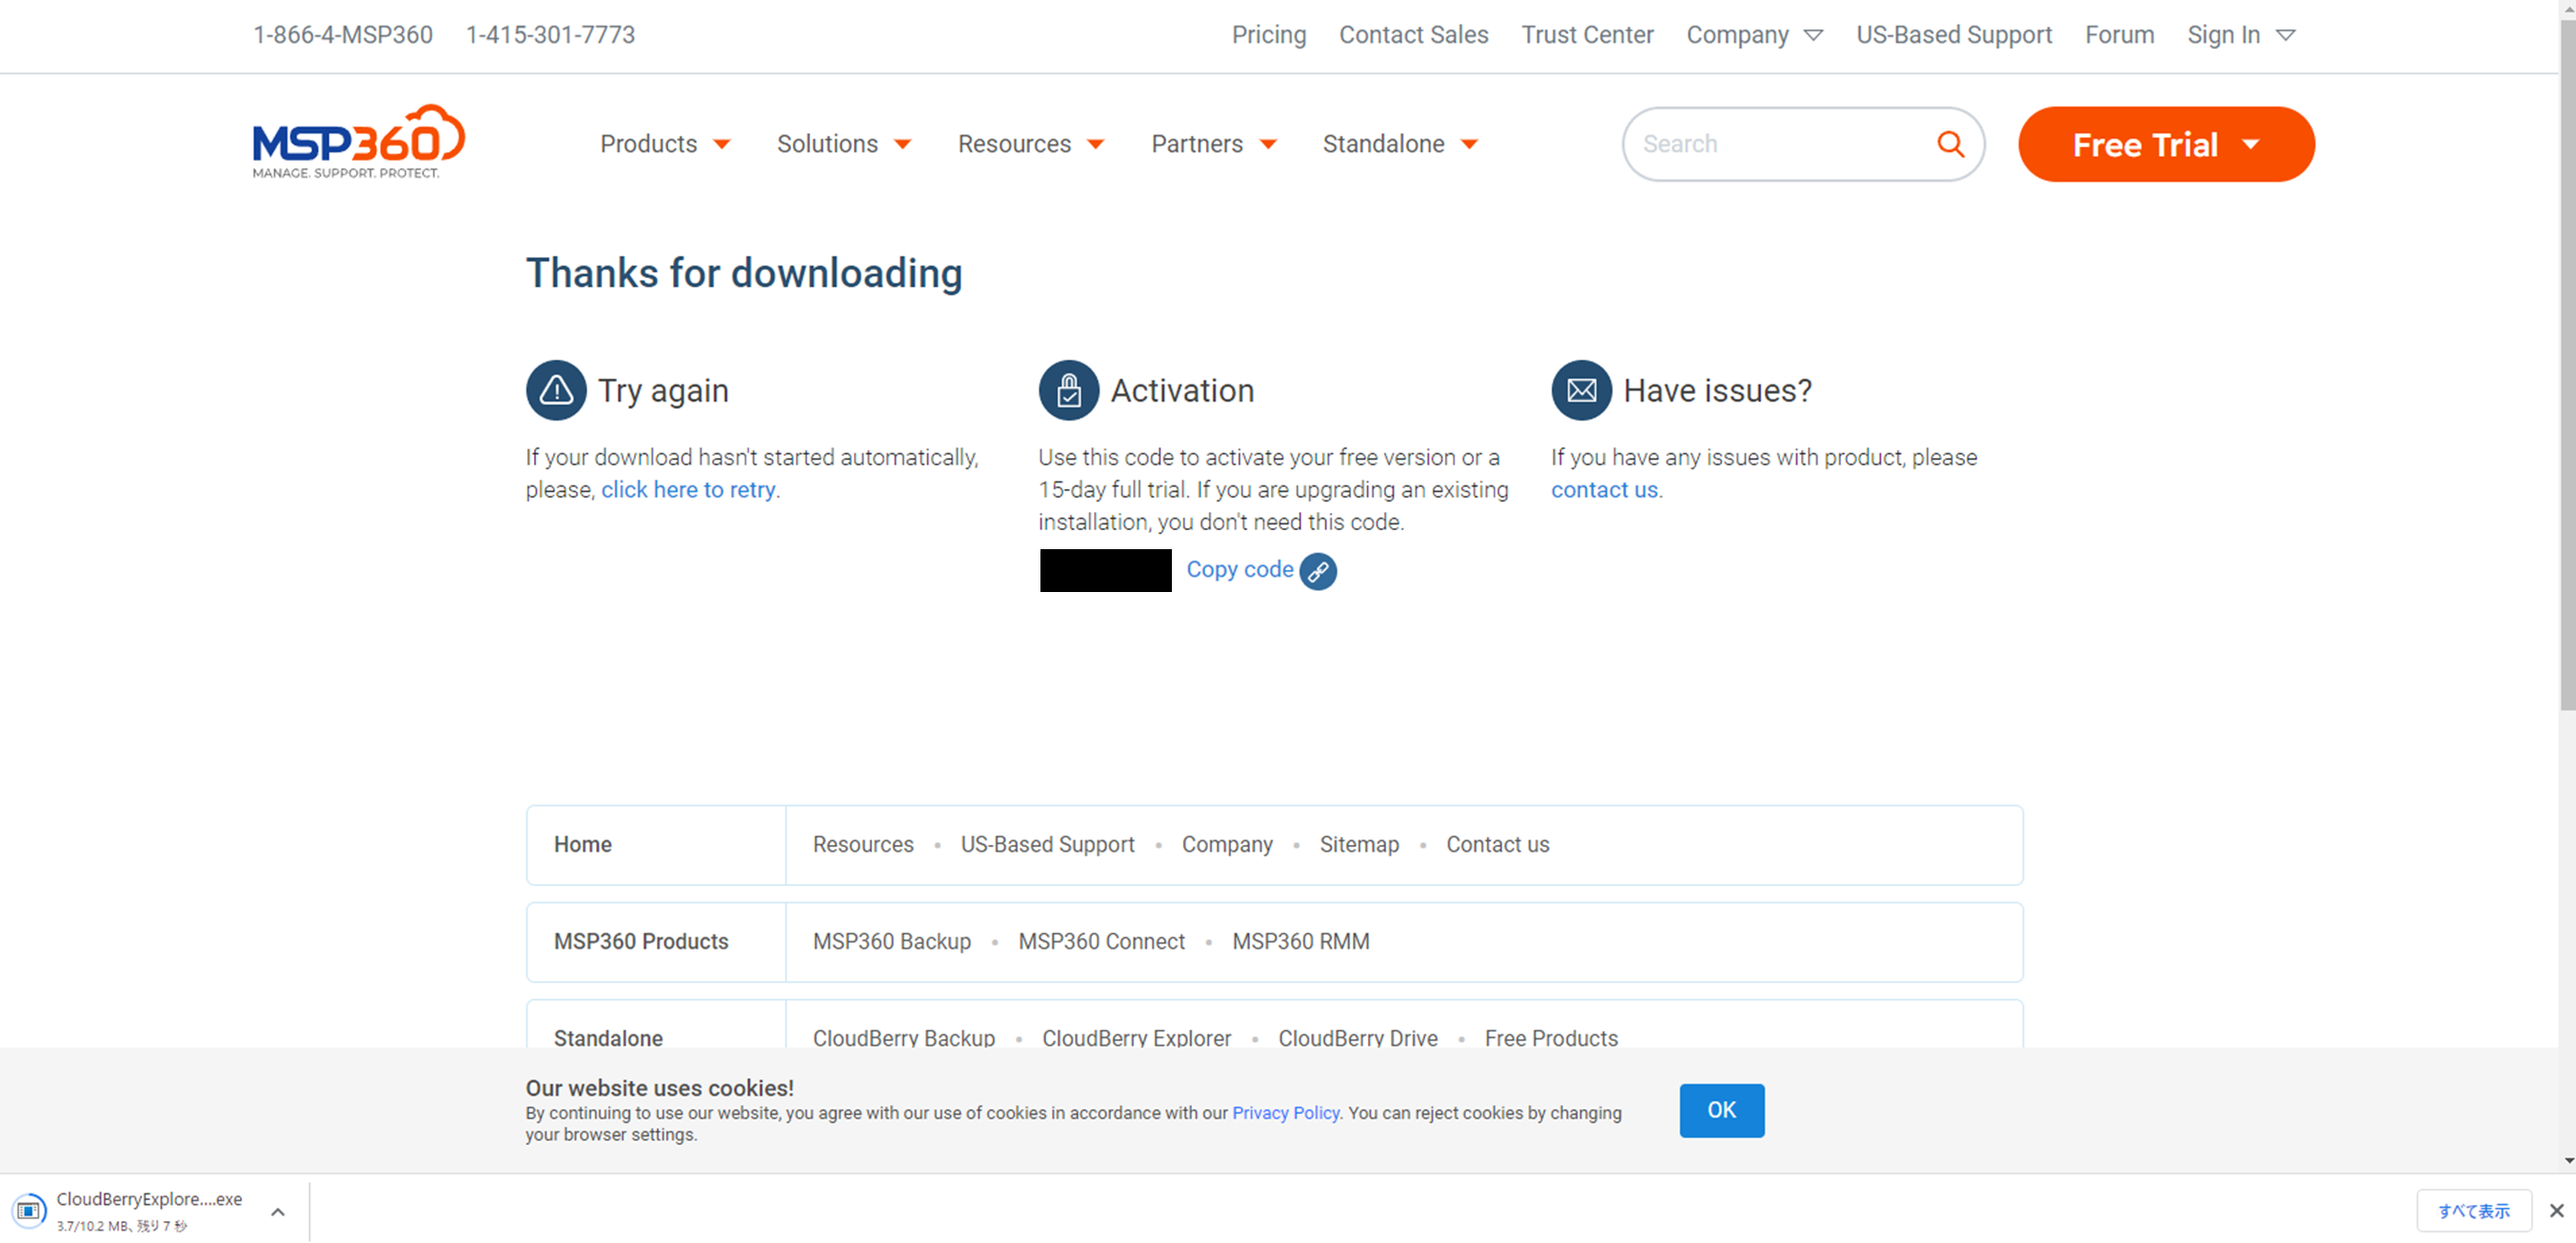 1-866-4-MSP360 1-415-301-7773 Pricing Contact Sales Trust Center Company US-Based Support Forum Sign In
MSP360
MANAGE. SUPPORT. PROTECT.
Products Solutions Resources Partners Standalone Search Free Trial
Thanks for downloading
Try again
If your download hasn't started automatically,
please, click here to retry.
Activation
Use this code to activate your free version or a
15-day full trial. If you are upgrading an existing
installation, you don't need this code.
Copy code
Have issues?
If you have any issues with product, please
contact us.
Home Resources • US-Based Support • Company • Sitemap • Contact us
MSP360 Products MSP360 Backup • MSP360 Connect • MSP360 RMM
Standalone CloudBerry Backup • CloudBerry Explorer • CloudBerry Drive • Free Products
Our website uses cookies!
By continuing to use our website, you agree with our use of cookies in accordance with our Privacy Policy. You can reject cookies by changing
your browser settings.
OK
CloudBerryExplore....exe
3.7/10.2 MB、残り 7 秒
すべて表示